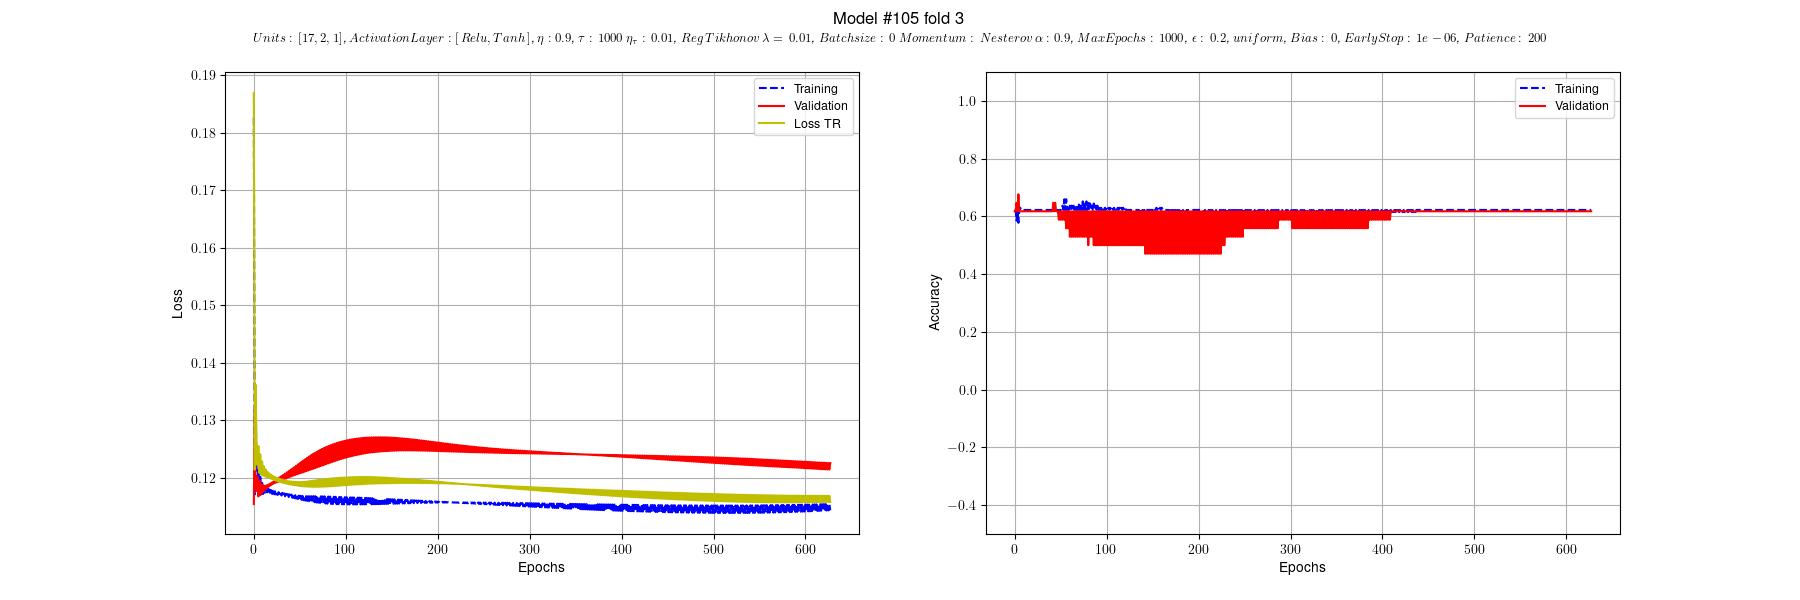 Model #105 fold 3
Units : [17, 2, 1], ActivationLayer : [ Relu, Tanh], η : 0.9, τ : 1000 η_τ : 0.01, RegTikhonov λ = 0.01, Batchsize : 0 Momentum : Nesterov α : 0.9, MaxEpochs : 1000, ϵ : 0.2, uniform, Bias : 0, EarlyStop : 1e − 06, Patience : 200
0.19
0.18
0.17
0.16
0.15
0.14
0.13
0.12
Loss
0 100 200 300 400 500 600
Epochs
Training
Validation
Loss TR
1.0
0.8
0.6
0.4
0.2
0.0
−0.2
−0.4
Accuracy
0 100 200 300 400 500 600
Epochs
Training
Validation